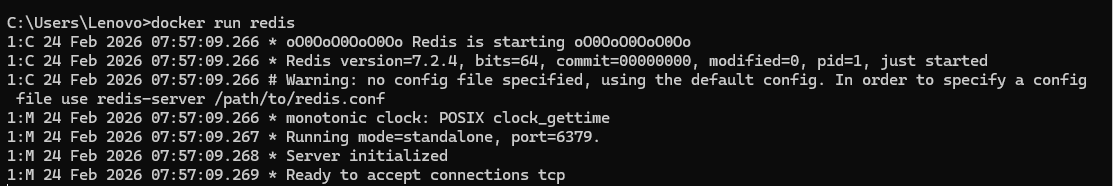 C:\Users\Lenovo>docker run redis
1:C 24 Feb 2026 07:57:09.266 * oO0OoO0OoO0Oo Redis is starting oO0OoO0OoO0Oo
1:C 24 Feb 2026 07:57:09.266 * Redis version=7.2.4, bits=64, commit=00000000, modified=0, pid=1, just started
1:C 24 Feb 2026 07:57:09.266 # Warning: no config file specified, using the default config. In order to specify a config
file use redis-server /path/to/redis.conf
1:M 24 Feb 2026 07:57:09.266 * monotonic clock: POSIX clock_gettime
1:M 24 Feb 2026 07:57:09.267 * Running mode=standalone, port=6379.
1:M 24 Feb 2026 07:57:09.268 * Server initialized
1:M 24 Feb 2026 07:57:09.269 * Ready to accept connections tcp